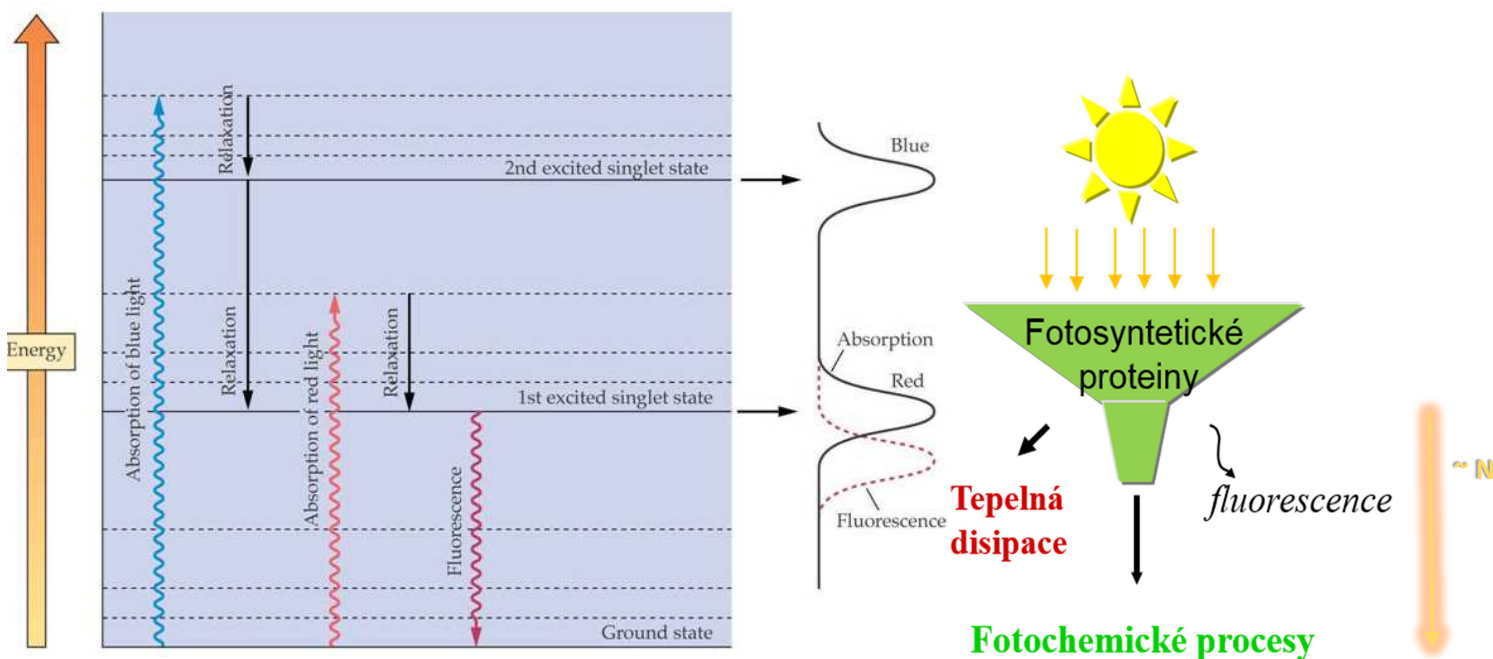 Energy
Absorption of blue light
Relaxation
Relaxation
2nd excited singlet state
Absorption of red light
Relaxation
1st excited singlet state
Fluorescence
Ground state
Blue
Absorption
Red
Fluorescence
Fotosyntetické
proteiny
Tepelná
disipace
fluorescence
Fotochemické procesy
~ N